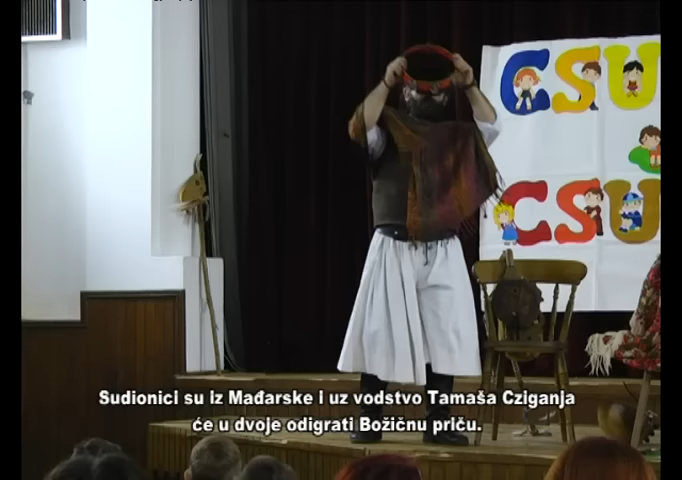 CSU
CSU
Sudionici su iz Mađarske i uz vodstvo Tamaša Cziganja
će u dvoje odigrati Božičnu priču.